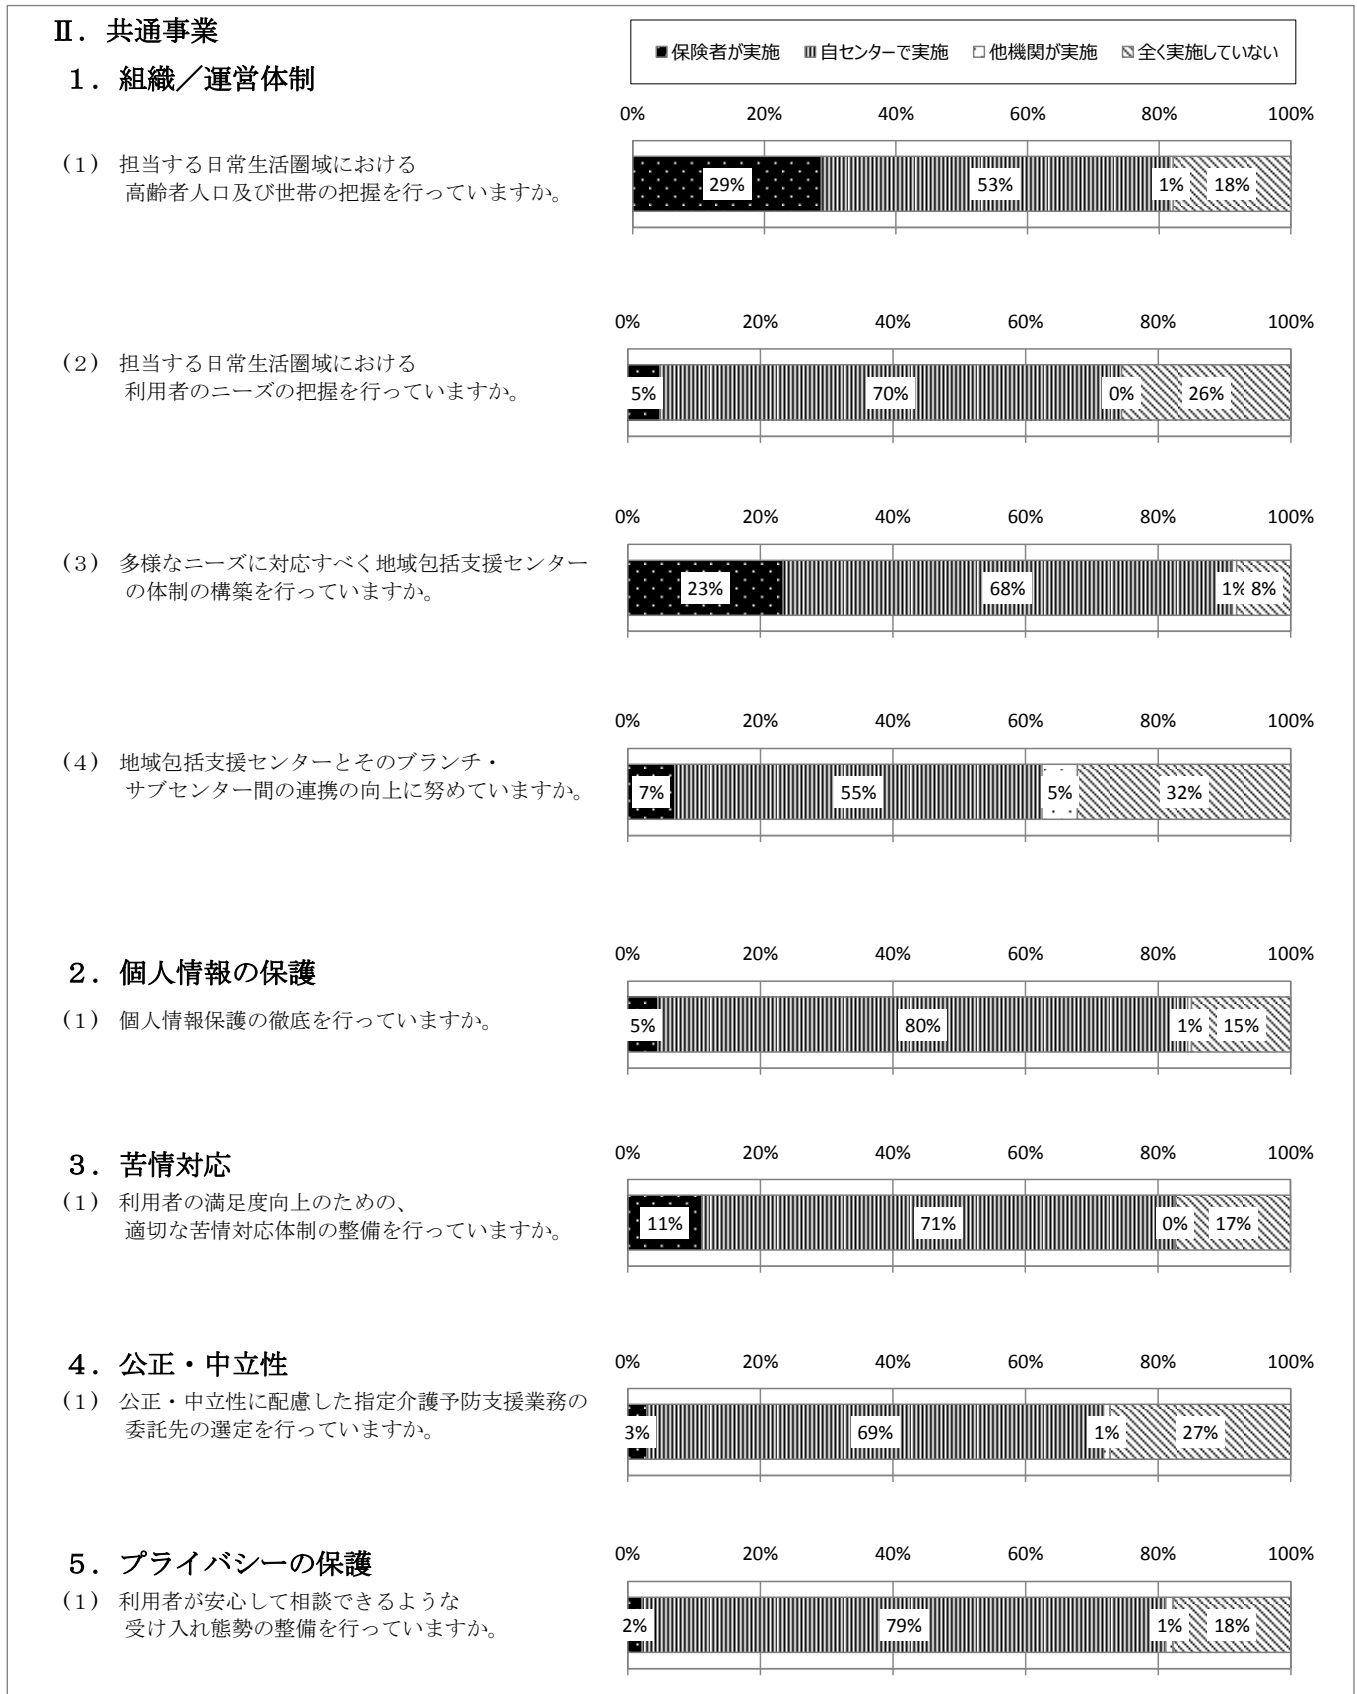 Ⅱ．共通事業
■保険者が実施 ▥自センターで実施 □他機関が実施 ▧全く実施していない
１．組織／運営体制
0% 20% 40% 60% 80% 100%
(１) 担当する日常生活圏域における
高齢者人口及び世帯の把握を行っていますか。
29% 53% 1% 18%
0% 20% 40% 60% 80% 100%
(２) 担当する日常生活圏域における
利用者のニーズの把握を行っていますか。
5% 70% 0% 26%
0% 20% 40% 60% 80% 100%
(３) 多様なニーズに対応すべく地域包括支援センター
の体制の構築を行っていますか。
23% 68% 1% 8%
0% 20% 40% 60% 80% 100%
(４) 地域包括支援センターとそのブランチ・
サブセンター間の連携の向上に努めていますか。
7% 55% 5% 32%
0% 20% 40% 60% 80% 100%
２．個人情報の保護
(１) 個人情報保護の徹底を行っていますか。
5% 80% 1% 15%
0% 20% 40% 60% 80% 100%
３．苦情対応
(１) 利用者の満足度向上のための、
適切な苦情対応体制の整備を行っていますか。
11% 71% 0% 17%
0% 20% 40% 60% 80% 100%
４．公正・中立性
(１) 公正・中立性に配慮した指定介護予防支援業務の
委託先の選定を行っていますか。
3% 69% 1% 27%
0% 20% 40% 60% 80% 100%
５．プライバシーの保護
(１) 利用者が安心して相談できるような
受け入れ態勢の整備を行っていますか。
2% 79% 1% 18%